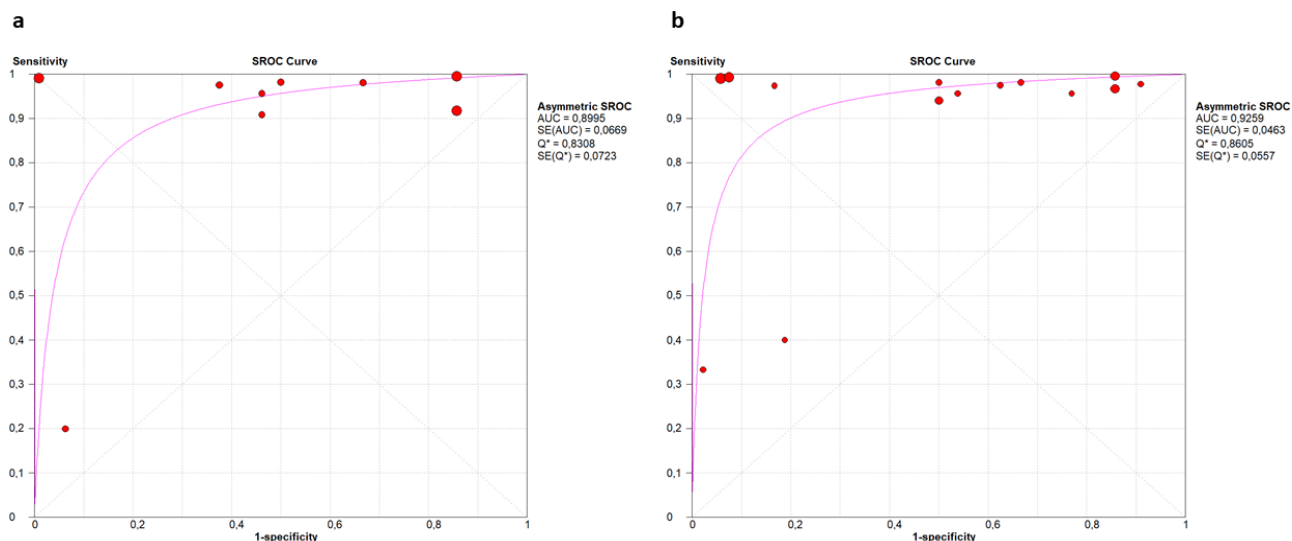 a
Sensitivity SROC Curve
1
0,9
0,8
0,7
0,6
0,5
0,4
0,3
0,2
0,1
0
0 0,2 0,4 0,6 0,8 1
1-specificity
Asymmetric SROC
AUC = 0,8995
SE(AUC) = 0,0669
Q* = 0,8308
SE(Q*) = 0,0723
b
Sensitivity SROC Curve
1
0,9
0,8
0,7
0,6
0,5
0,4
0,3
0,2
0,1
0
0 0,2 0,4 0,6 0,8 1
1-specificity
Asymmetric SROC
AUC = 0,9259
SE(AUC) = 0,0463
Q* = 0,8605
SE(Q*) = 0,0557